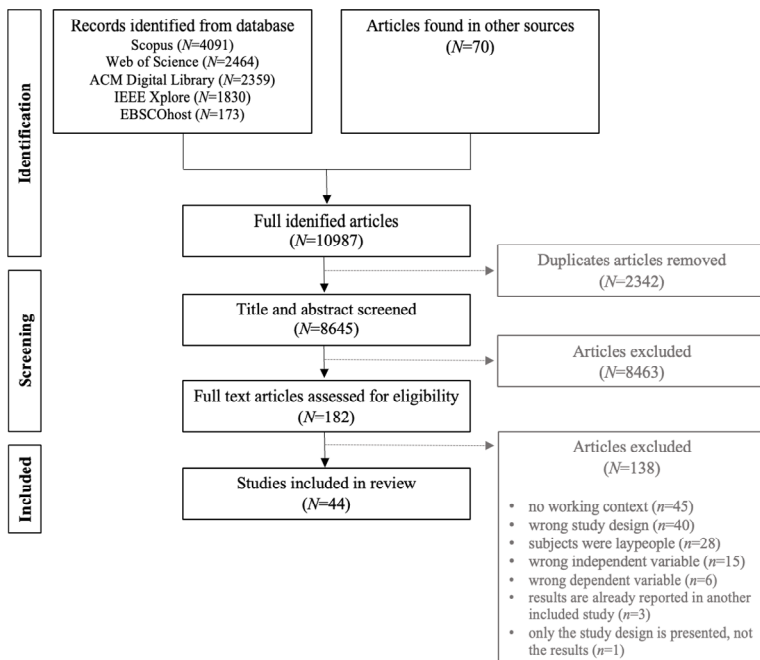 Identification
Records identified from database
Scopus (N=4091)
Web of Science (N=2464)
ACM Digital Library (N=2359)
IEEE Xplore (N=1830)
EBSCOhost (N=173)
Articles found in other sources
(N=70)
Full idenified articles
(N=10987)
Duplicates articles removed
(N=2342)
Screening
Title and abstract screened
(N=8645)
Articles excluded
(N=8463)
Full text articles assessed for eligibility
(N=182)
Included
Articles excluded
(N=138)
• no working context (n=45)
• wrong study design (n=40)
• subjects were laypeople (n=28)
• wrong independent variable (n=15)
• wrong dependent variable (n=6)
• results are already reported in another
included study (n=3)
• only the study design is presented, not
the results (n=1)
Studies included in review
(N=44)